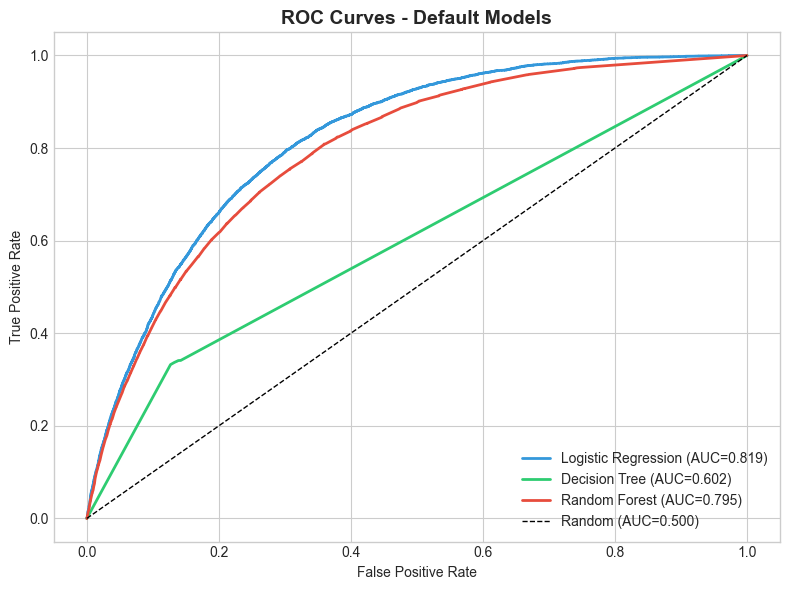 ROC Curves - Default Models
True Positive Rate
1.0
0.8
0.6
0.4
0.2
0.0
Logistic Regression (AUC=0.819)
Decision Tree (AUC=0.602)
Random Forest (AUC=0.795)
Random (AUC=0.500)
0.0 0.2 0.4 0.6 0.8 1.0
False Positive Rate